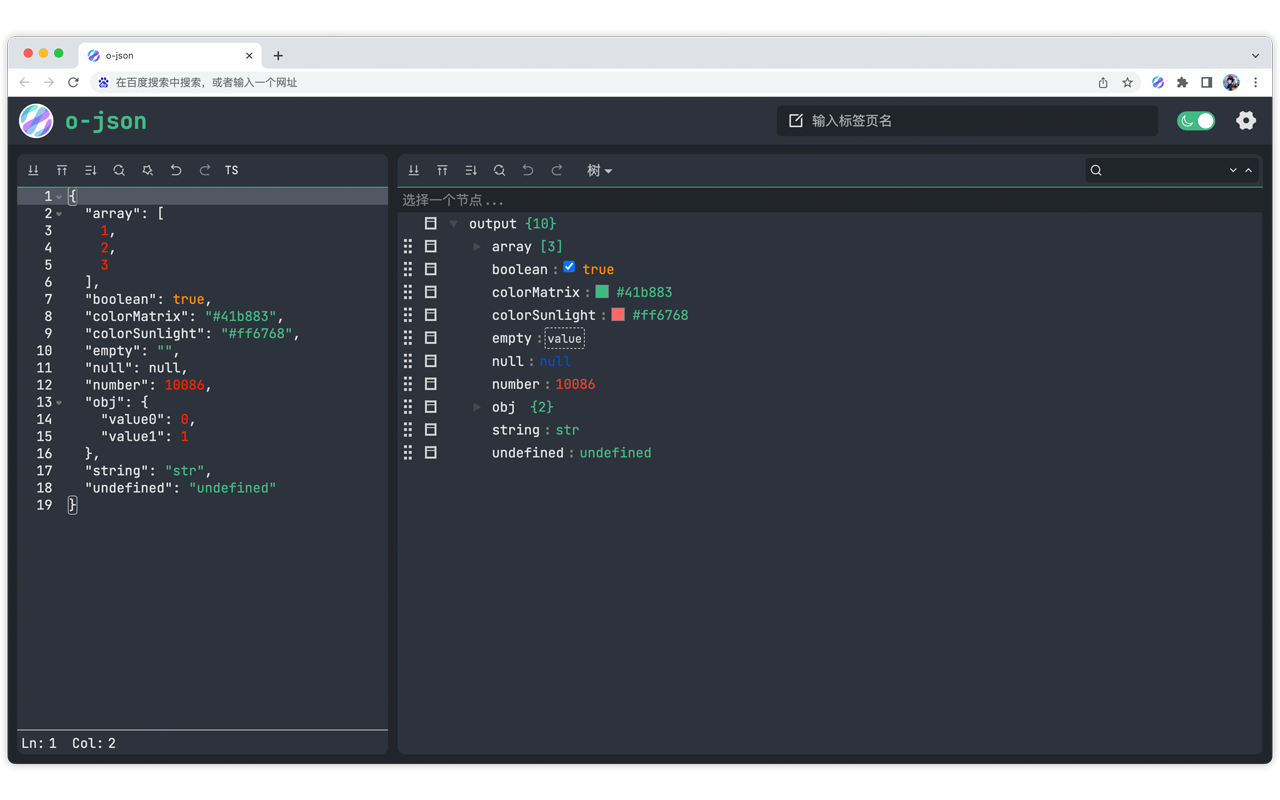 o-json
在百度搜索中搜索，或者输入一个网址
o-json
输入标签页名
TS
1 {
2 "array": [
3 1,
4 2,
5 3
6 ],
7 "boolean": true,
8 "colorMatrix": "#41b883",
9 "colorSunlight": "#ff6768",
10 "empty": "",
11 "null": null,
12 "number": 10086,
13 "obj": {
14 "value0": 0,
15 "value1": 1
16 },
17 "string": "str",
18 "undefined": "undefined"
19 }
Ln: 1 Col: 2
树
选择一个节点 ...
output {10}
array [3]
boolean : true
colorMatrix : #41b883
colorSunlight : #ff6768
empty : value
null : null
number : 10086
obj {2}
string : str
undefined : undefined